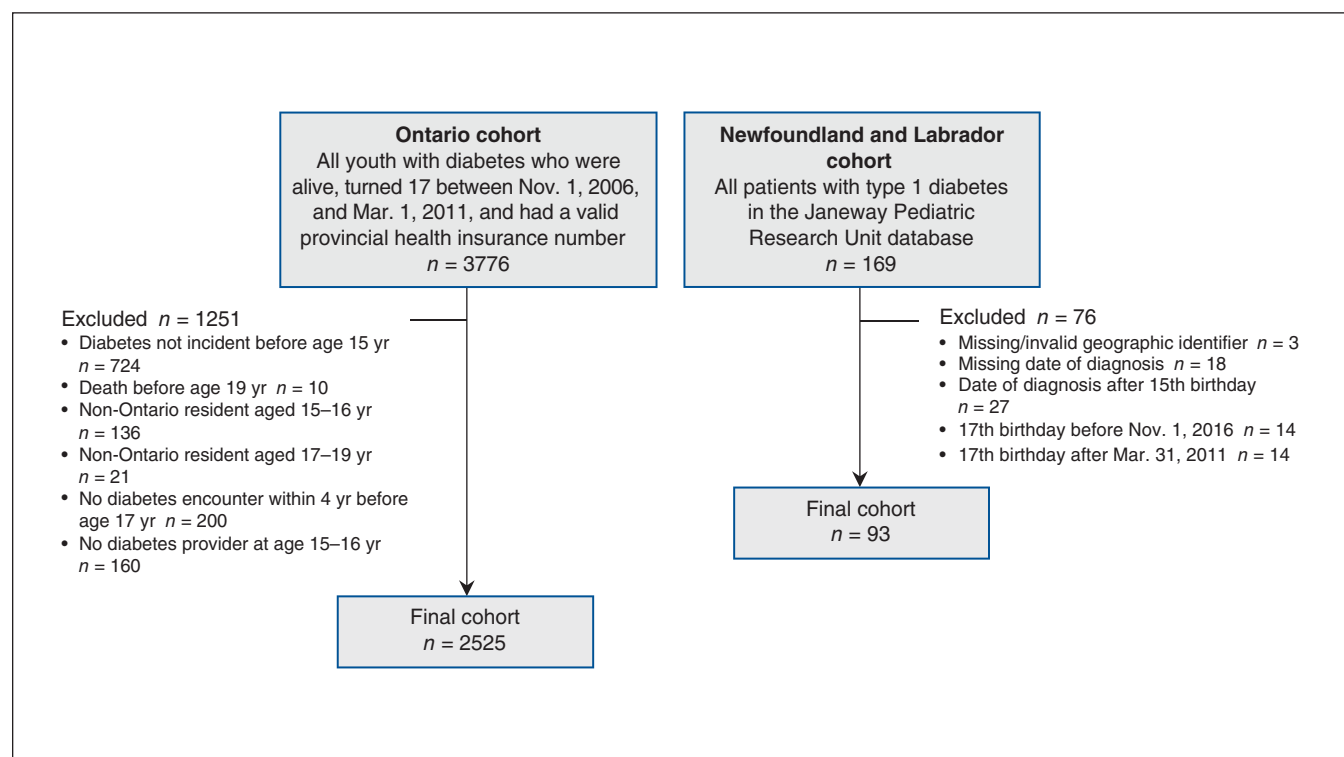 Ontario cohort
All youth with diabetes who were
alive, turned 17 between Nov. 1, 2006,
and Mar. 1, 2011, and had a valid
provincial health insurance number
n = 3776
Excluded n = 1251
• Diabetes not incident before age 15 yr
n = 724
• Death before age 19 yr n = 10
• Non-Ontario resident aged 15–16 yr
n = 136
• Non-Ontario resident aged 17–19 yr
n = 21
• No diabetes encounter within 4 yr before
age 17 yr n = 200
• No diabetes provider at age 15–16 yr
n = 160
Final cohort
n = 2525
Newfoundland and Labrador
cohort
All patients with type 1 diabetes
in the Janeway Pediatric
Research Unit database
n = 169
Excluded n = 76
• Missing/invalid geographic identifier n = 3
• Missing date of diagnosis n = 18
• Date of diagnosis after 15th birthday
n = 27
• 17th birthday before Nov. 1, 2016 n = 14
• 17th birthday after Mar. 31, 2011 n = 14
Final cohort
n = 93